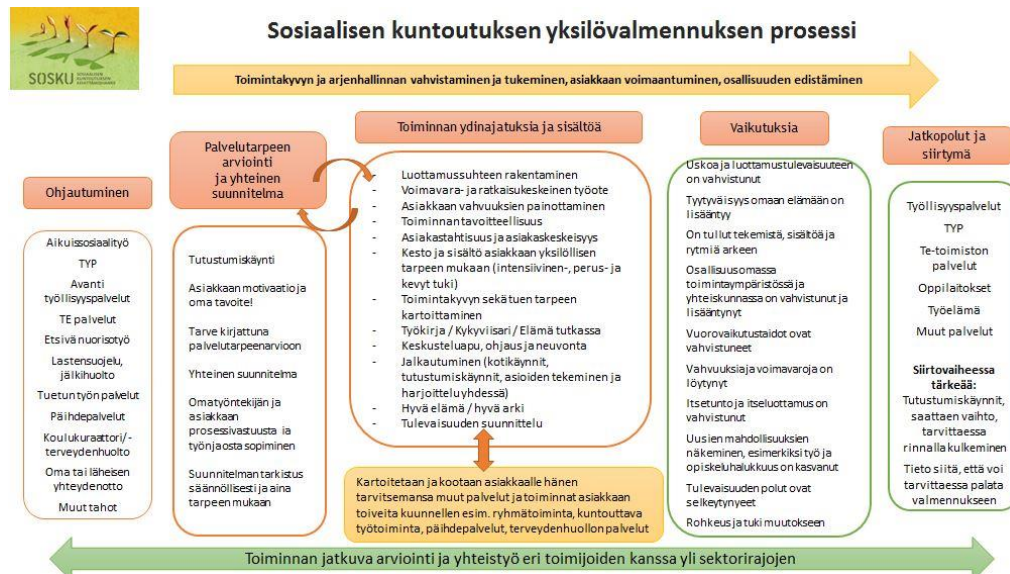 Sosiaalisen kuntoutuksen yksilövalmennuksen prosessi
SOSKU
Toimintakyvyn ja arjenhallinnan vahvistaminen ja tukeminen, asiakkaan voimaantuminen, osallisuuden edistäminen
Ohjautuminen
Aikuissosiaalityö
TYP
Avanti
työllisyyspalvelut
TE palvelut
Etsivä nuorisotyö
Lastensuojelu,
jälkihuolto
Tuetun työn palvelut
Päihdepalvelut
Koulukuraattori/-
terveydenhuolto
Oma tai läheisen
yhteydenotto
Muut tahot
Palvelutarpeen
arviointi
ja yhteinen
suunnitelma
Tutustumiskäynti
Asiakkaan motivaatio ja
oma tavoite!
Tarve kirjattuna
palvelutarpeenarvioon
Yhteinen suunnitelma
Omatyöntekijän ja
asiakkaan
prosessivastuusta ja
työnjaosta sopiminen
Suunnitelman tarkistus
säännöllisesti ja aina
tarpeen mukaan
Toiminnan ydinajatuksia ja sisältöä
- Luottamussuhteen rakentaminen
- Voimavara- ja ratkaisukeskeinen työote
- Asiakkaan vahvuuksien painottaminen
- Toiminnan tavoitteellisuus
- Asiakastahtisuus ja asiakaskeskeisyys
- Kesto ja sisältö asiakkaan yksilöllisen
tarpeen mukaan (intensiivinen-, perus- ja
kevyt tuki)
- Toimintakyvyn sekä tuen tarpeen
kartoittaminen
- Työkirja / Kykyviisari / Elämä tutkassa
- Keskusteluapu, ohjaus ja neuvonta
- Jalkautuminen (kotikäynnit,
tutustumiskäynnit, asioiden tekeminen ja
harjoittelu yhdessä)
- Hyvä elämä / hyvä arki
- Tulevaisuuden suunnittelu
Kartoitetaan ja kootaan asiakkaalle hänen
tarvitsemansa muut palvelut ja toiminnat asiakkaan
toiveita kuunnellen esim. ryhmätoiminta, kuntouttava
työtoiminta, päihdepalvelut, terveydenhuollon palvelut
Vaikutuksia
Uskoa ja luottamus tulevaisuuteen
on vahvistunut
Tyytyväisyys omaan elämään on
lisääntyy
On tullut tekemistä, sisältöä ja
rytmiä arkeen
Osallisuus omassa
toimintaympäristössä ja
yhteiskunnassa on vahvistunut ja
lisääntynyt
Vuorovaikutustaidot ovat
vahvistuneet
Vahvuuksia ja voimavaroja on
löytynyt
Itsetunto ja itseluottamus on
vahvistunut
Uusien mahdollisuuksien
näkeminen, esimerkiksi työ ja
opiskeluhalukkuus on kasvanut
Tulevaisuuden polut ovat
selkeytyneet
Rohkeus ja tuki muutokseen
Jatkopolut ja
siirtymä
Työllisyyspalvelut
TYP
Te-toimiston
palvelut
Oppilaitokset
Työelämä
Muut palvelut
Siirtovaiheessa
tärkeää:
Tutustumiskäynnit,
saattaen vaihto,
tarvittaessa
rinnalla kulkeminen
Tieto siitä, että voi
tarvittaessa palata
valmennukseen
Toiminnan jatkuva arviointi ja yhteistyö eri toimijoiden kanssa yli sektorirajojen